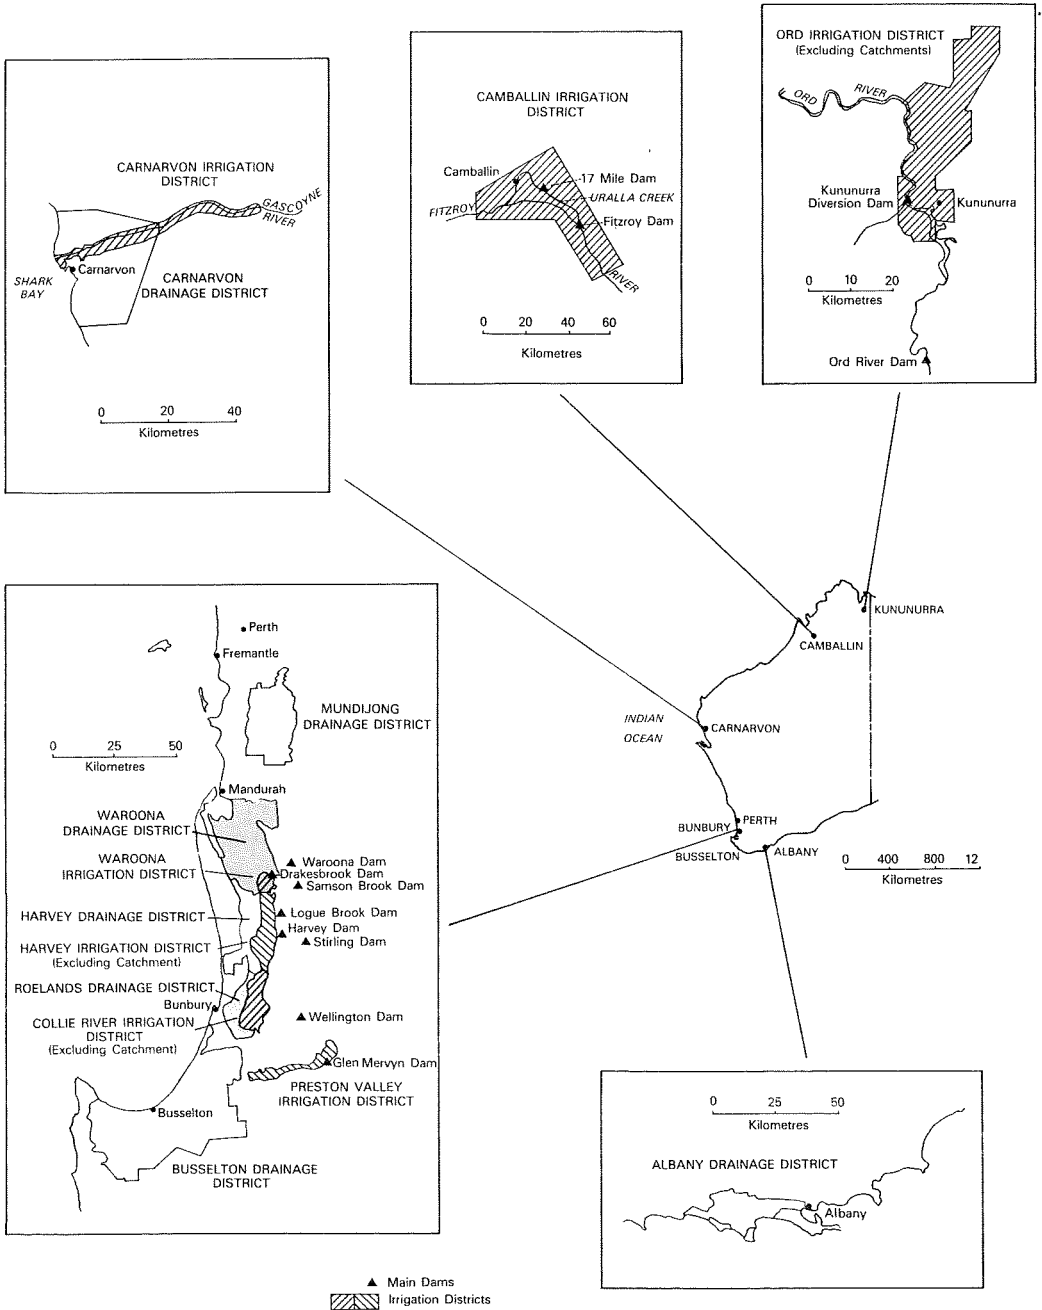 CARNARVON IRRIGATION
DISTRICT
GASCOYNE
RIVER
Carnarvon
SHARK
BAY
CARNARVON
DRAINAGE DISTRICT
0 20 40
Kilometres
CAMBALLIN IRRIGATION
DISTRICT
Camballin
17 Mile Dam
URALLA CREEK
FITZROY
Fitzroy Dam
RIVER
0 20 40 60
Kilometres
ORD IRRIGATION DISTRICT
(Excluding Catchments)
ORD RIVER
Kununurra
Diversion Dam
Kununurra
0 10 20
Kilometres
Ord River Dam
KUNUNURRA
CAMBALLIN
INDIAN
OCEAN
CARNARVON
PERTH
BUNBURY
BUSSELTON
ALBANY
0 400 800 12
Kilometres
Perth
Fremantle
MUNDIJONG
DRAINAGE DISTRICT
0 25 50
Kilometres
Mandurah
WAROONA
DRAINAGE DISTRICT
WAROONA
IRRIGATION DISTRICT
Waroona Dam
Drakesbrook Dam
Samson Brook Dam
HARVEY DRAINAGE DISTRICT
Logue Brook Dam
Harvey Dam
Stirling Dam
HARVEY IRRIGATION DISTRICT
(Excluding Catchment)
ROELANDS DRAINAGE DISTRICT
Bunbury
COLLIE RIVER IRRIGATION
DISTRICT
(Excluding Catchment)
Wellington Dam
Glen Mervyn Dam
PRESTON VALLEY
IRRIGATION DISTRICT
Busselton
BUSSELTON DRAINAGE
DISTRICT
0 25 50
Kilometres
ALBANY DRAINAGE DISTRICT
Albany
Main Dams
Irrigation Districts